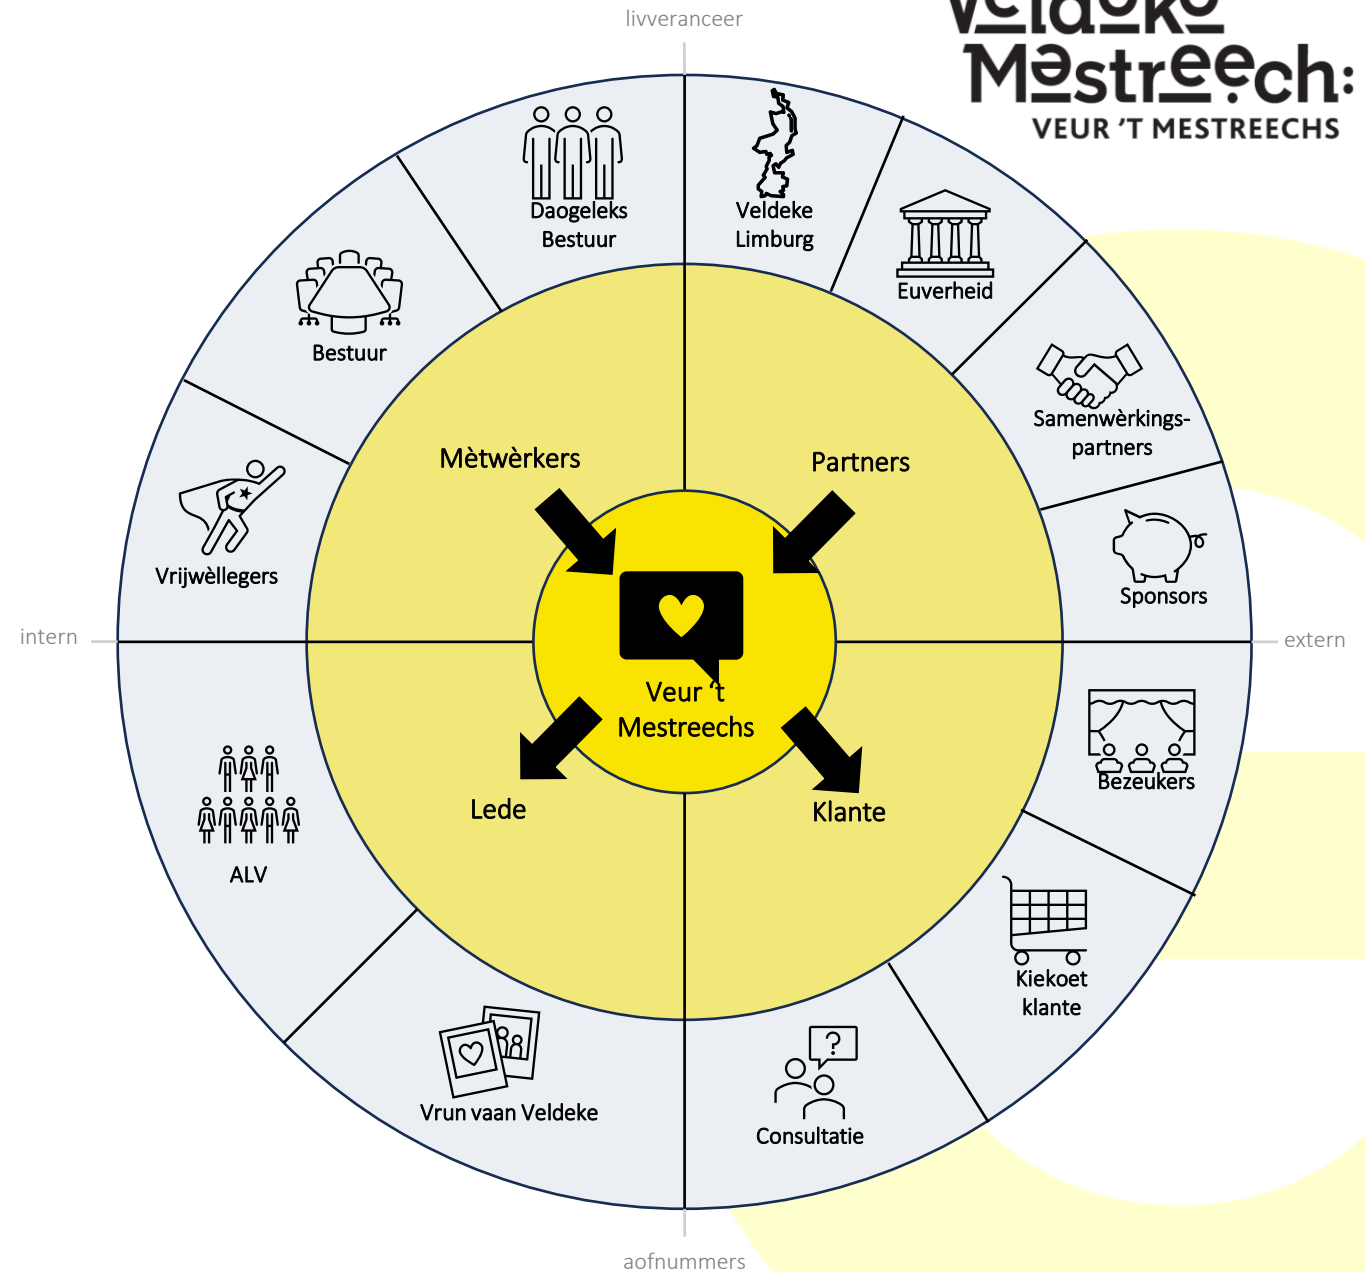 livveranceer
Mestreech:
VEUR 'T MESTREECHS
Daogeleks
Bestuur
Veldeke
Limburg
Euverheid
Bestuur
Samenwèrkings-
partners
Mètwèrkers
Partners
Vrijwèllegers
Sponsors
intern
extern
Veur ‘t
Mestreechs
Bezeukers
Lede
Klante
ALV
Kiekoet
klante
Vrun vaan Veldeke
Consultatie
aofnummers